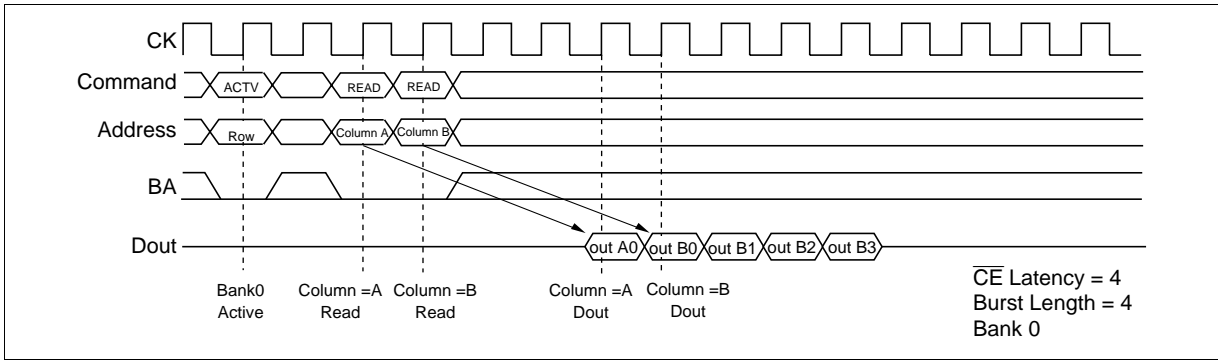 CK
Command
ACTV
READ
READ
Address
Row
Column A
Column B
BA
Dout
out A0
out B0
out B1
out B2
out B3
Bank0
Active
Column =A
Read
Column =B
Read
Column =A
Dout
Column =B
Dout
CE Latency = 4
Burst Length = 4
Bank 0